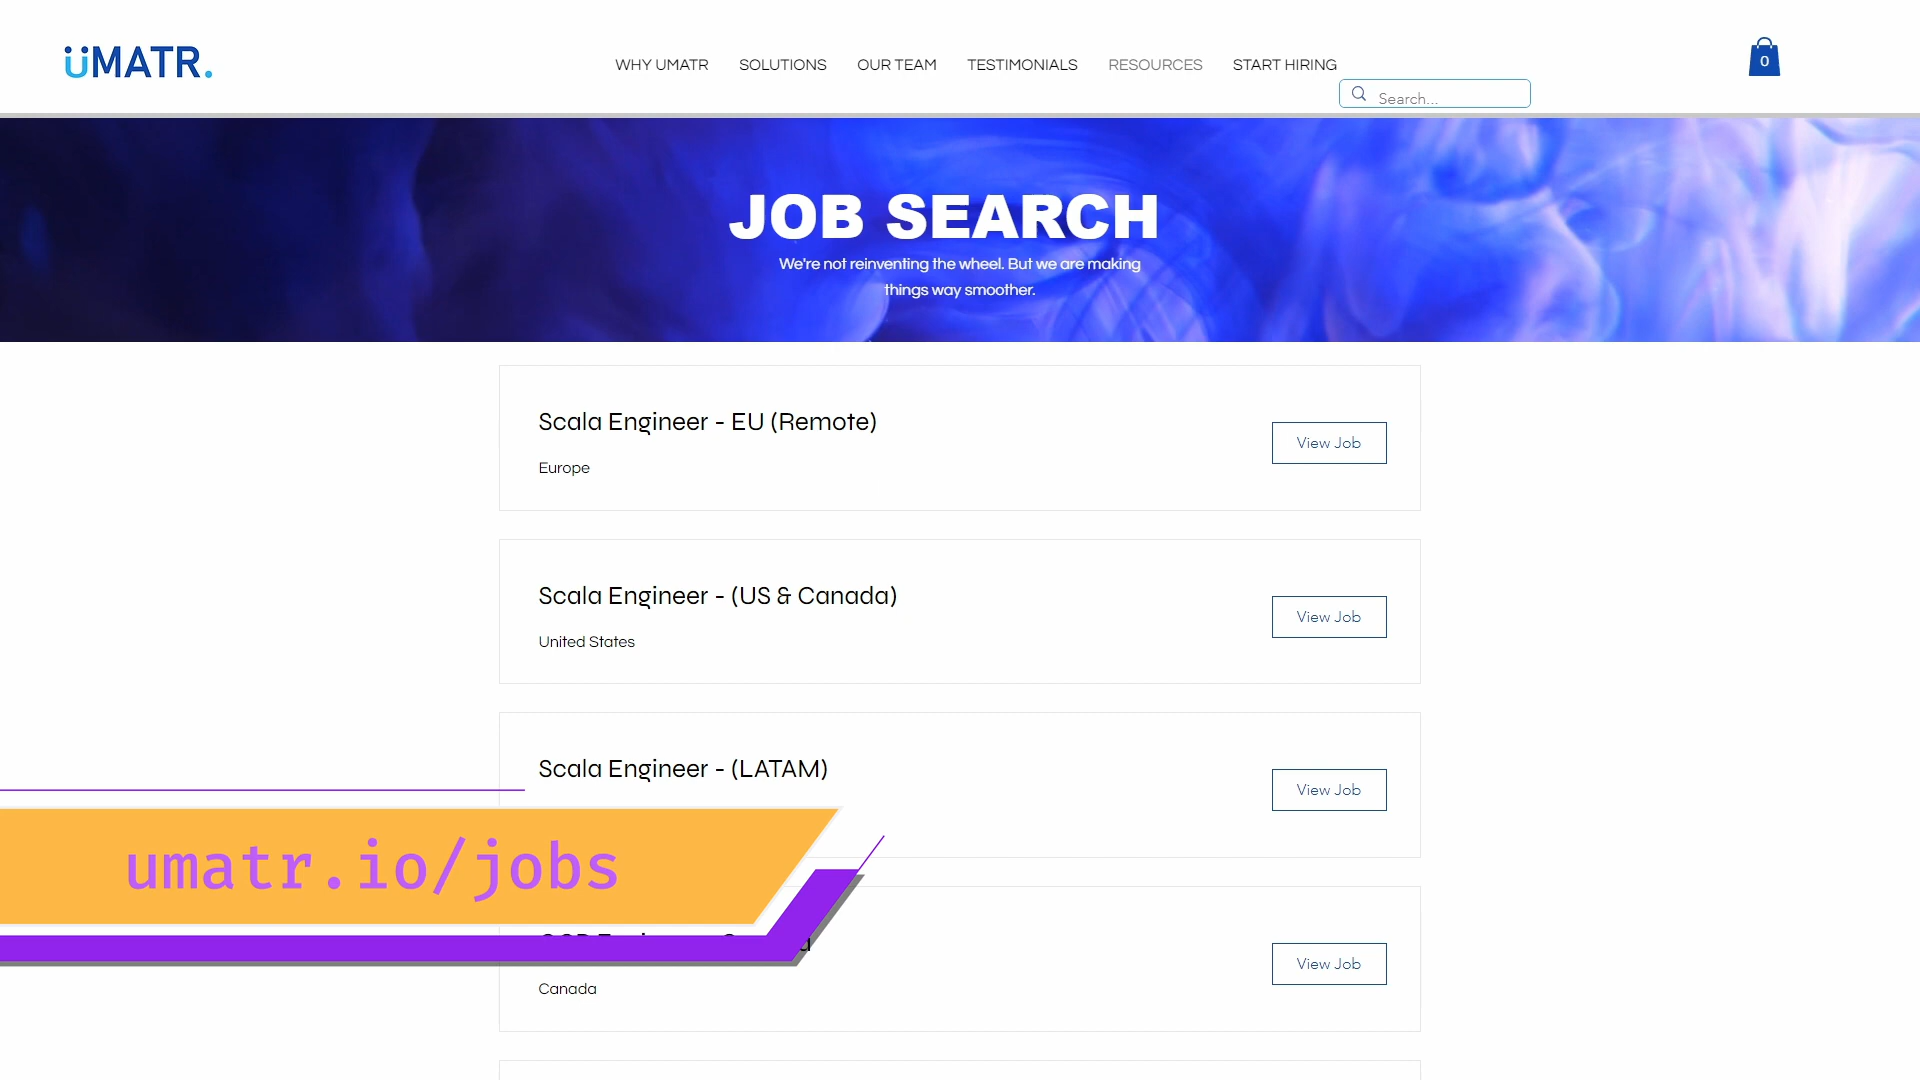 üMATR.
WHY UMATR SOLUTIONS OUR TEAM TESTIMONIALS RESOURCES START HIRING
0
Search...
JOB SEARCH
We're not reinventing the wheel. But we are making
things way smoother.
Scala Engineer - EU (Remote)
View Job
Europe
Scala Engineer - (US & Canada)
View Job
United States
Scala Engineer - (LATAM)
View Job
umatr.io/jobs
View Job
Canada